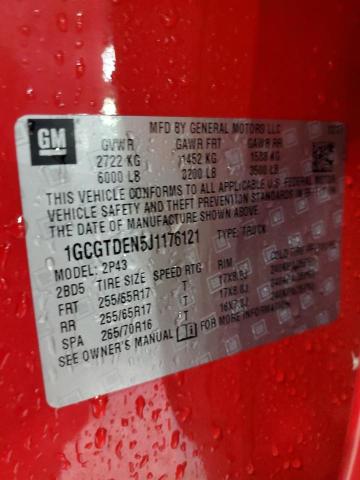 GM
MFD BY GENERAL MOTORS LLC
GVWR GAWR FRT GAWR RR
2722 KG 1452 KG 1588 KG
6000 LB 3200 LB 3500 LB
THIS VEHICLE CONFORMS TO ALL APPLICABLE U.S. FEDERAL MOTOR
VEHICLE SAFETY AND THEFT PREVENTION STANDARDS IN EFFECT ON
THE DATE OF MANUFACTURE SHOWN ABOVE.
1GCGTDEN5J1176121 TYPE: TRUCK
MODEL: 2P43
2BD5 TIRE SIZE SPEED RTG RIM
FRT 255/65R17 T 17X8.0J
RR 255/65R17 T 17X8.0J
SPA 265/70R16 T 16X7.0J
SEE OWNER'S MANUAL FOR MORE INFORMATION.